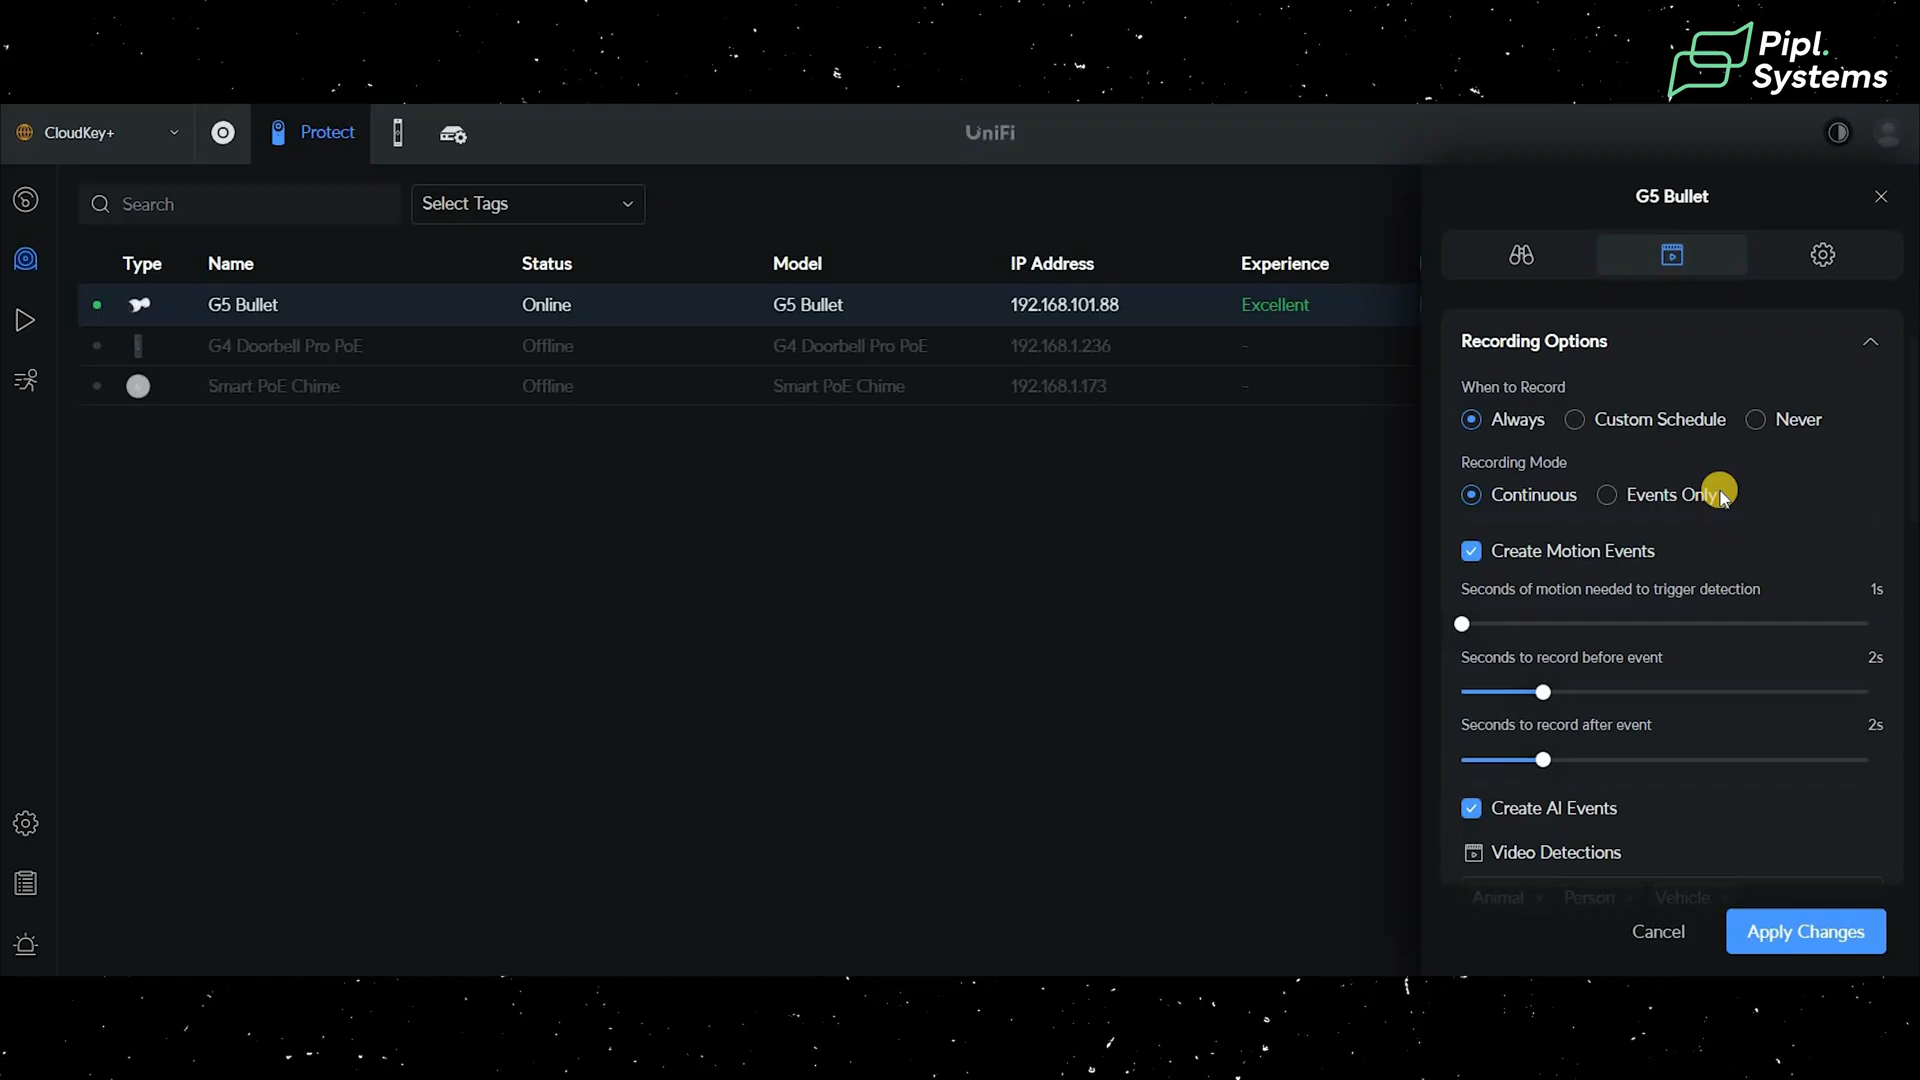 Pipl.
Systems
CloudKey+
Protect
UniFi
Search
Select Tags
Type Name Status Model IP Address Experience
G5 Bullet Online G5 Bullet 192.168.101.88 Excellent
G4 Doorbell Pro PoE Offline G4 Doorbell Pro PoE 192.168.1.236 -
Smart PoE Chime Offline Smart PoE Chime 192.168.1.173 -
G5 Bullet
Recording Options
When to Record
Always Custom Schedule Never
Recording Mode
Continuous Events Only
Create Motion Events
Seconds of motion needed to trigger detection 1s
Seconds to record before event 2s
Seconds to record after event 2s
Create AI Events
Video Detections
Animal × Person × Vehicle ×
Cancel Apply Changes